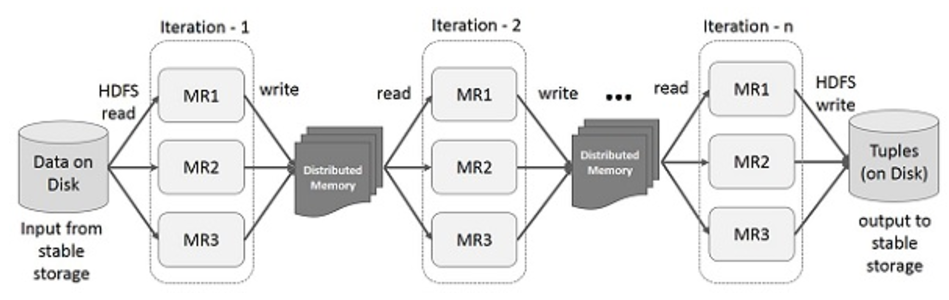 Iteration - 1
Iteration - 2
Iteration - n
HDFS
read
MR1
write
read
MR1
write
...
read
MR1
HDFS
write
Data on
Disk
MR2
Distributed
Memory
MR2
Distributed
Memory
MR2
Tuples
(on Disk)
Input from
stable
storage
MR3
MR3
MR3
output to
stable
storage